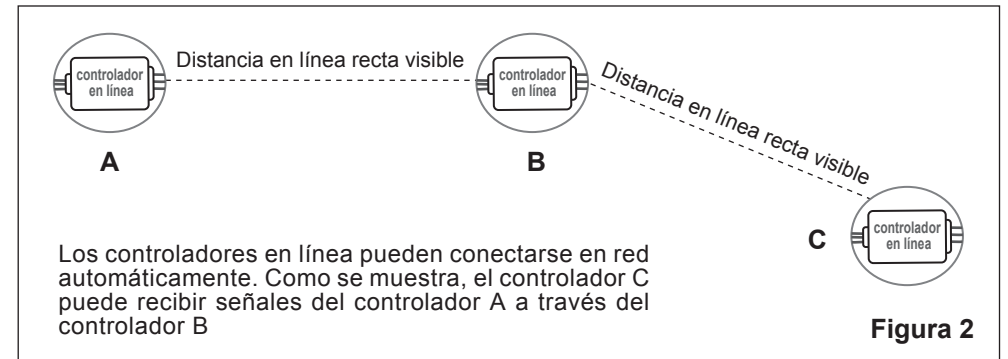 controlador
en línea
Distancia en línea recta visible
controlador
en línea
Distancia en línea recta visible
A
B
controlador
en línea
C
Los controladores en línea pueden conectarse en red
automáticamente. Como se muestra, el controlador C
puede recibir señales del controlador A a través del
controlador B
Figura 2